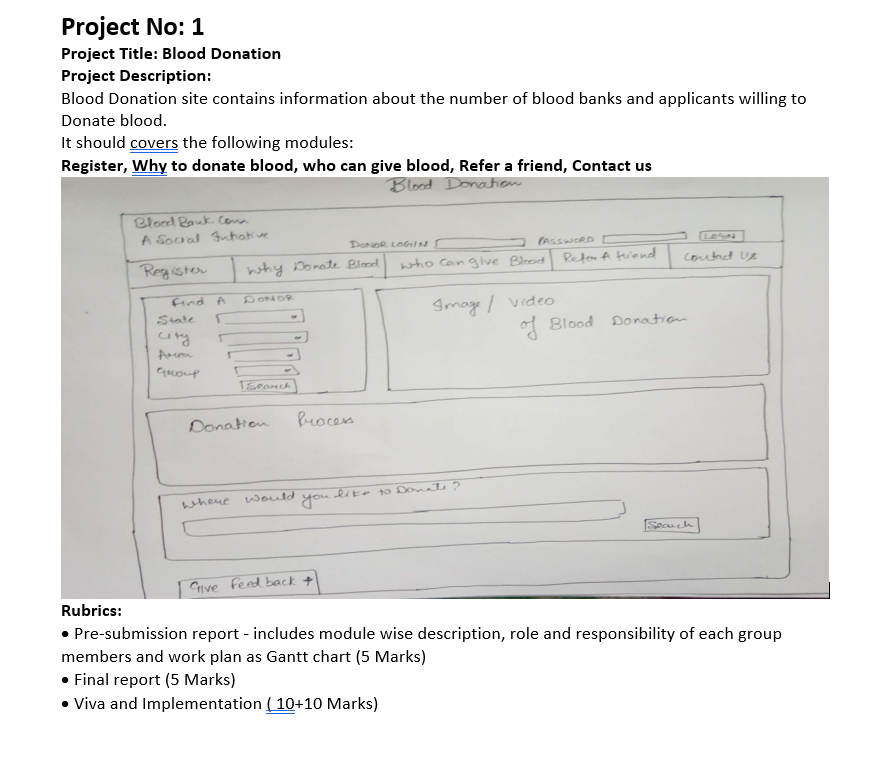 Project No: 1
Project Title: Blood Donation
Project Description:
Blood Donation site contains information about the number of blood banks and applicants willing to
Donate blood.
It should covers the following modules:
Register, Why to donate blood, who can give blood, Refer a friend, Contact us
Blood Donation
Blood Bank. Com
A Social Initiative
DONOR LOGIN PASSWORD LOGIN
Register why Donate Blood who Can give Blood Refer A friend Contact Us
Find A DONOR
State
City
Area
Group
Search
Image / Video
of Blood Donation
Donation Process
Where would you like to Donate ?
Search
Give feedback +
Rubrics:
• Pre-submission report - includes module wise description, role and responsibility of each group
members and work plan as Gantt chart (5 Marks)
• Final report (5 Marks)
• Viva and Implementation ( 10+10 Marks)